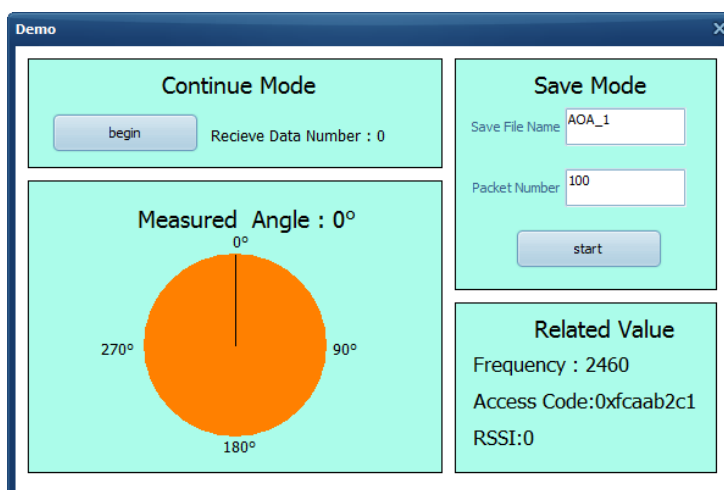 Demo
Continue Mode
begin
Recieve Data Number : 0
Measured Angle : 0°
0°
270°
90°
180°
Save Mode
Save File Name
AOA_1
Packet Number
100
start
Related Value
Frequency : 2460
Access Code:0xfcaab2c1
RSSI:0